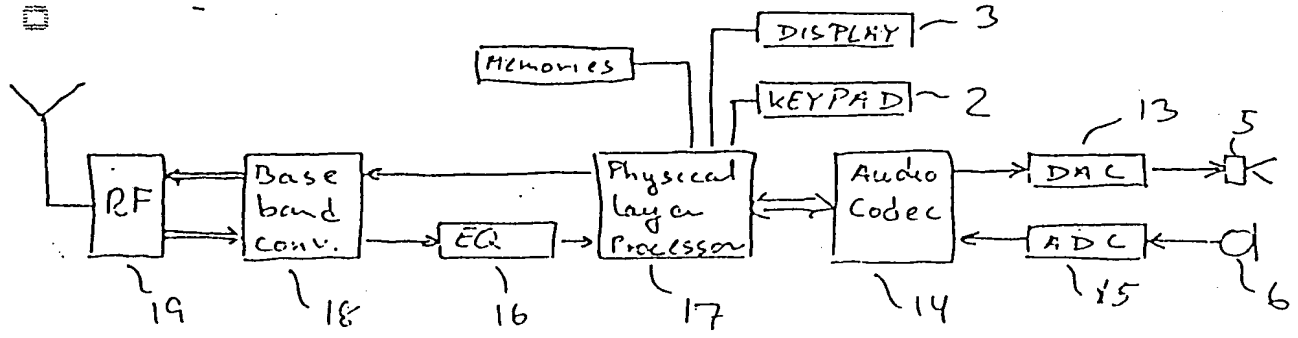 DISPLAY 3
Memories
KEYPAD 2
13
5
RF
Base
band
conv.
EQ
Physical
layer
Processor
Audio
Codec
DAC
ADC
19
18
16
17
14
15
6